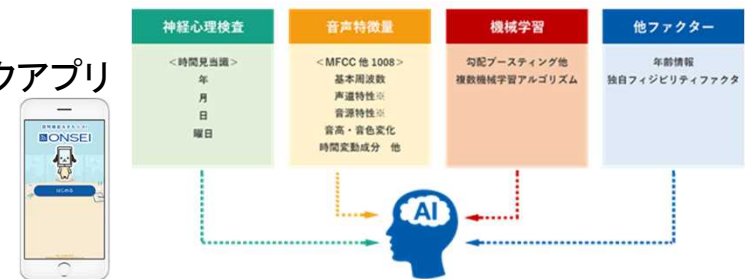 クアプリ
ONSEI
はじめる
神経心理検査
＜時間見当識＞
年
月
日
曜日
音声特徴量
＜MFCC 他 1008＞
基本周波数
声道特性※
音源特性※
音高・音色変化
時間変動成分　他
機械学習
勾配ブースティング他
複数機械学習アルゴリズム
他ファクター
年齢情報
独自フィジビリティファクタ
AI